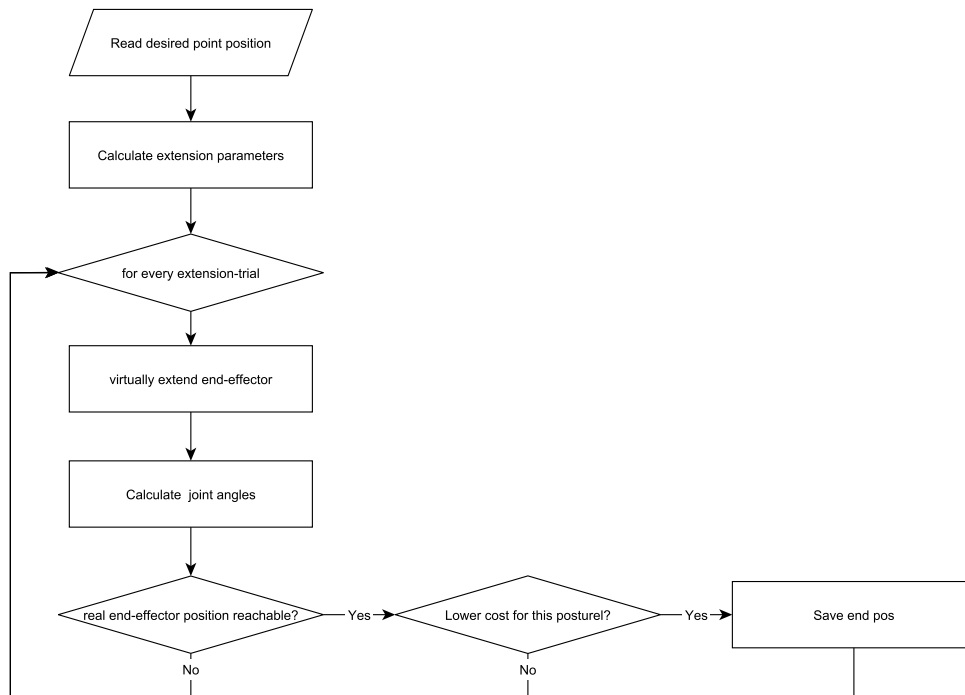 Read desired point position
Calculate extension parameters
for every extension-trial
virtually extend end-effector
Calculate  joint angles
real end-effector position reachable?
Yes
Lower cost for this posturel?
Yes
Save end pos
No
No